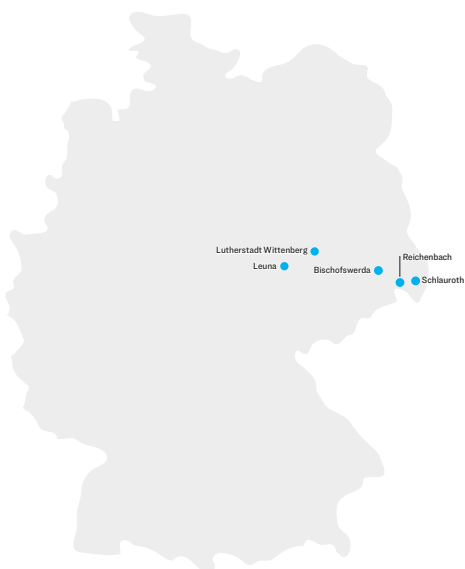 Lutherstadt Wittenberg
Reichenbach
Leuna
Bischofswerda
Schlauroth